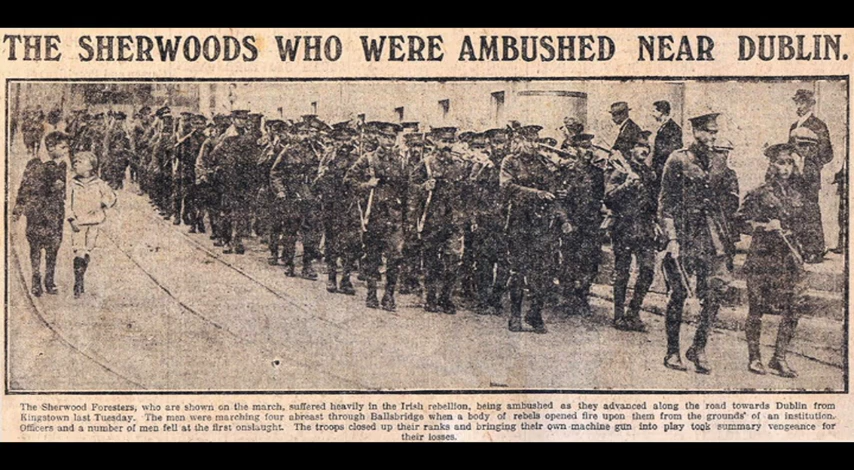 THE SHERWOODS WHO WERE AMBUSHED NEAR DUBLIN.
The Sherwood Foresters, who are shown on the march, suffered heavily in the Irish rebellion, being ambushed as they advanced along the road towards Dublin from
Kingstown last Tuesday. The men were marching four abreast through Ballsbridge when a body of rebels opened fire upon them from the grounds of an institution.
Officers and a number of men fell at the first onslaught. The troops closed up their ranks and bringing their own machine gun into play took summary vengeance for
their losses.